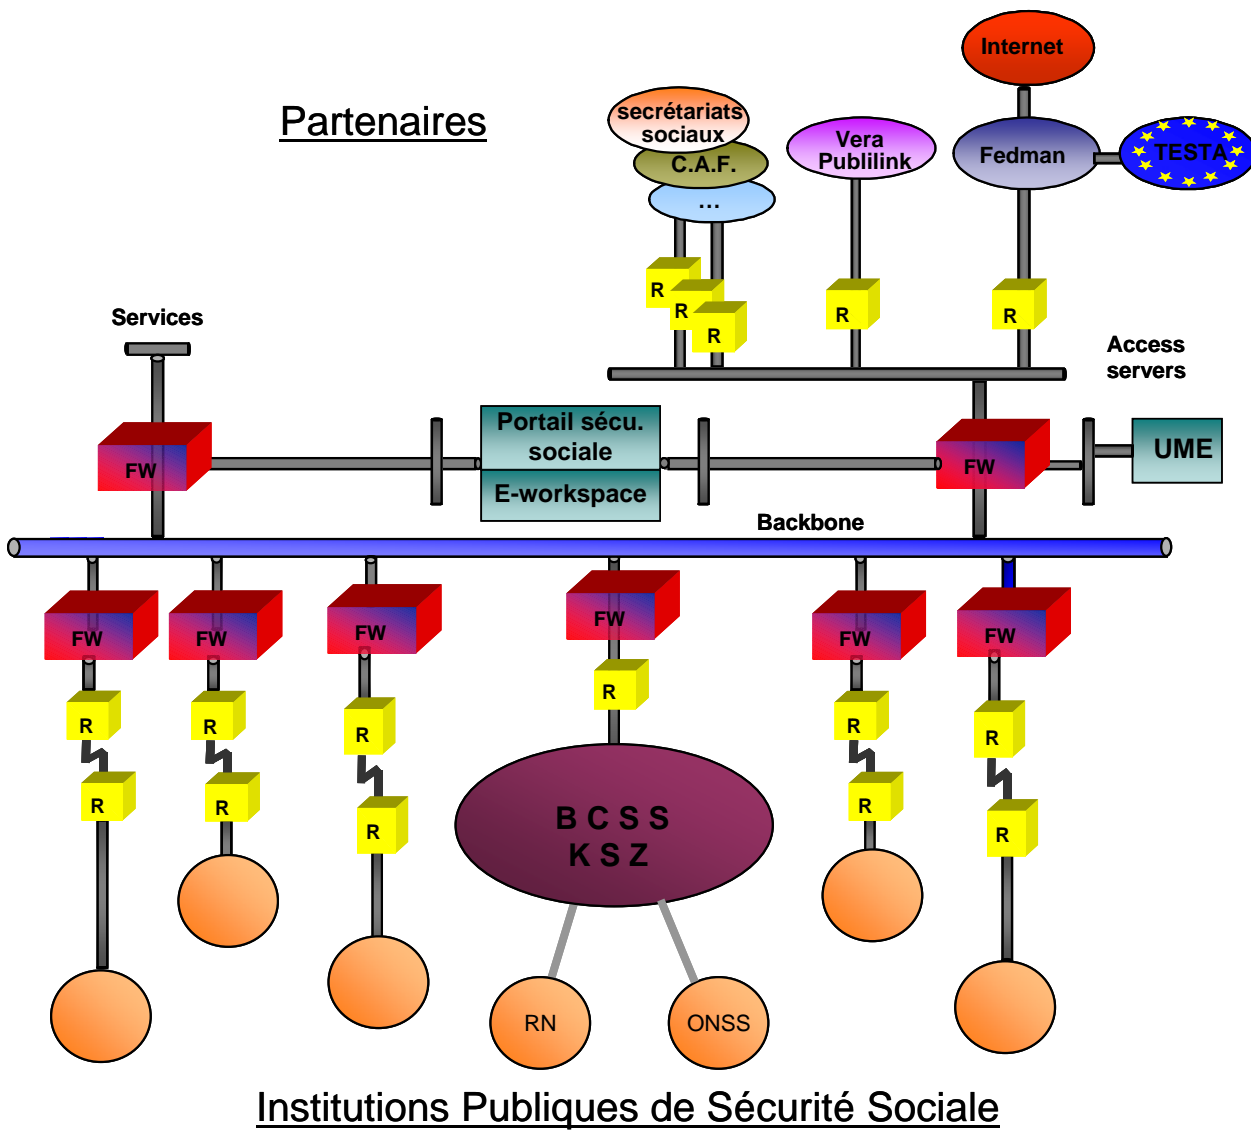 Internet
Partenaires
secrétariats
sociaux
C.A.F.
...
Vera
Publilink
Fedman
TESTA
R
R
R
R
R
Services
Access
servers
FW
Portail sécu.
sociale
E-workspace
FW
UME
Backbone
FW
FW
FW
FW
FW
FW
R
R
R
R
R
R
R
R
R
R
R
B C S S
K S Z
RN
ONSS
Institutions Publiques de Sécurité Sociale